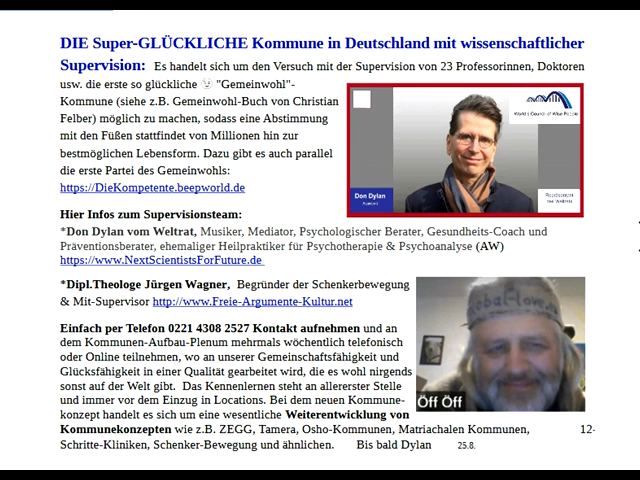 DIE Super-GLÜCKLICHE Kommune in Deutschland mit wissenschaftlicher
Supervision: Es handelt sich um den Versuch mit der Supervision von 23 Professorinnen, Doktoren
usw. die erste so glückliche "Gemeinwohl"-
Kommune (siehe z.B. Gemeinwohl-Buch von Christian
Felber) möglich zu machen, sodass eine Abstimmung
mit den Füßen stattfindet von Millionen hin zur
bestmöglichen Lebensform. Dazu gibt es auch parallel
die erste Partei des Gemeinwohls:
https://DieKompetente.beepworld.de
World's Council of Wise People
Don Dylan
Hier Infos zum Supervisionsteam:
*Don Dylan vom Weltrat, Musiker, Mediator, Psychologischer Berater, Gesundheits-Coach und
Präventionsberater, ehemaliger Heilpraktiker für Psychotherapie & Psychoanalyse (AW)
https://www.NextScientistsForFuture.de
*Dipl.Theologe Jürgen Wagner, Begründer der Schenkerbewegung
& Mit-Supervisor http://www.Freie-Argumente-Kultur.net
Einfach per Telefon 0221 4308 2527 Kontakt aufnehmen und an
dem Kommunen-Aufbau-Plenum mehrmals wöchentlich telefonisch
oder Online teilnehmen, wo an unserer Gemeinschaftsfähigkeit und
Glücksfähigkeit in einer Qualität gearbeitet wird, die es wohl nirgends
sonst auf der Welt gibt. Das Kennenlernen steht an allererster Stelle
und immer vor dem Einzug in Locations. Bei dem neuen Kommune-
konzept handelt es sich um eine wesentliche Weiterentwicklung von
Kommunekonzepten wie z.B. ZEGG, Tamera, Osho-Kommunen, Matriachalen Kommunen, 12-
Schritte-Kliniken, Schenker-Bewegung und ähnlichen. Bis bald Dylan 25.8.
Öff Öff